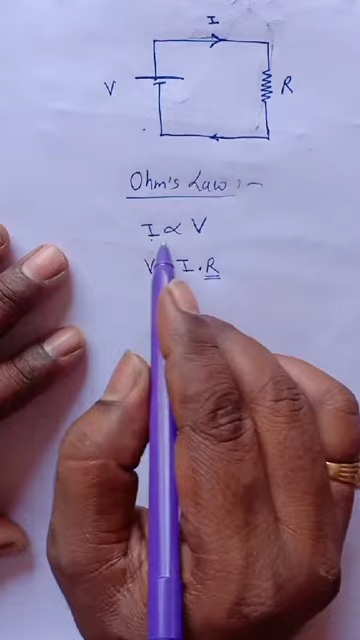 I
V
R
Ohm's Law :-
I ∝ V
V I . R